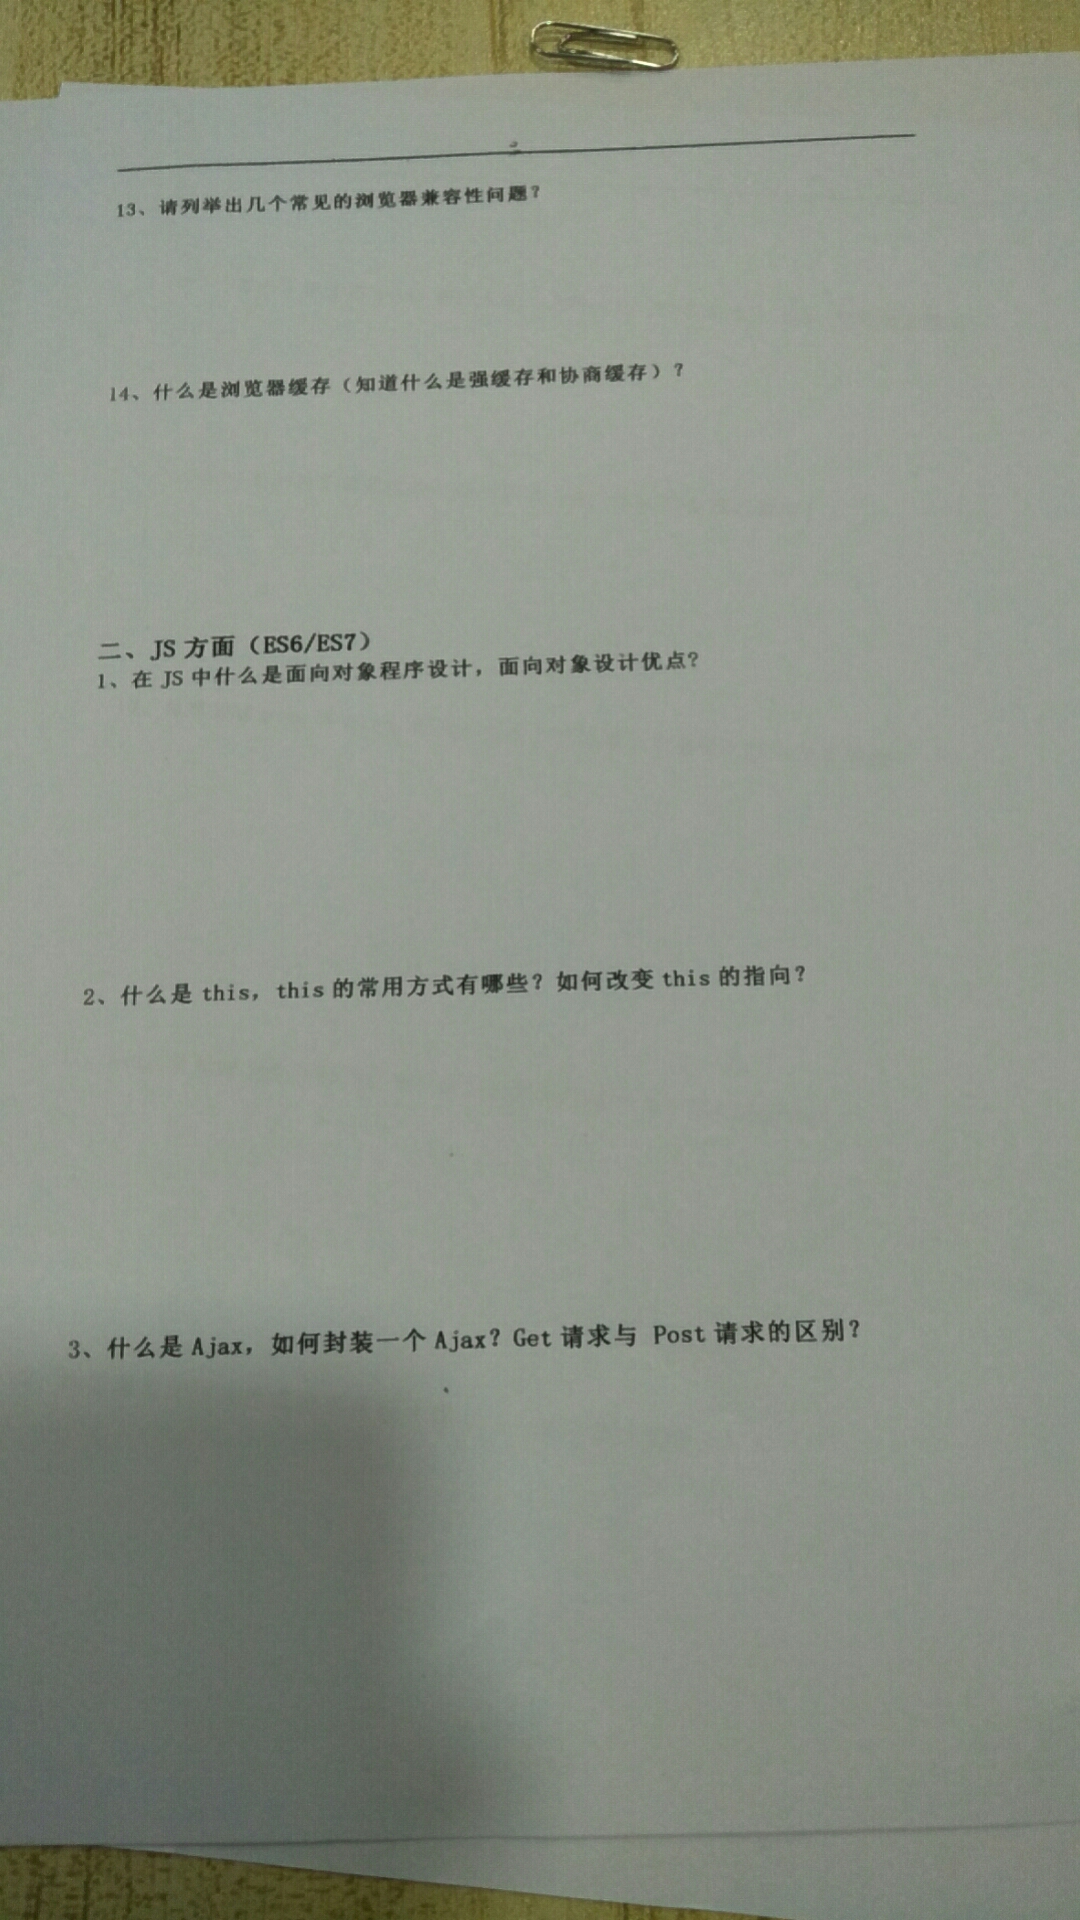 13、请列举出几个常见的浏览器兼容性问题？
14、什么是浏览器缓存（知道什么是强缓存和协商缓存）？
二、JS 方面（ES6/ES7）
1、在 JS 中什么是面向对象程序设计，面向对象设计优点？
2、什么是 this，this 的常用方式有哪些？如何改变 this 的指向？
3、什么是 Ajax，如何封装一个 Ajax？Get 请求与 Post 请求的区别？